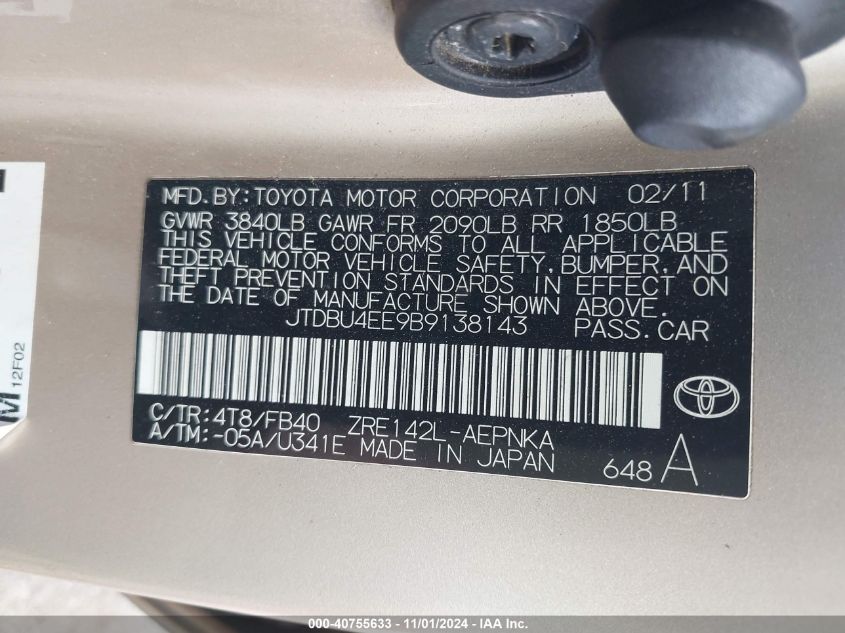 MFD.BY:TOYOTA MOTOR CORPORATION 02/11
GVWR 3840LB GAWR FR 2090LB RR 1850LB
THIS VEHICLE CONFORMS TO ALL APPLICABLE
FEDERAL MOTOR VEHICLE SAFETY,BUMPER,AND
THEFT PREVENTION STANDARDS IN EFFECT ON
THE DATE OF MANUFACTURE SHOWN ABOVE.
JTDBU4EE9B9138143 PASS.CAR
C/TR:4T8/FB40 ZRE142L-AEPNKA
A/TM:-05A/U341E MADE IN JAPAN
648 A
12F02
000-40755633 - 11/01/2024 - IAA Inc.